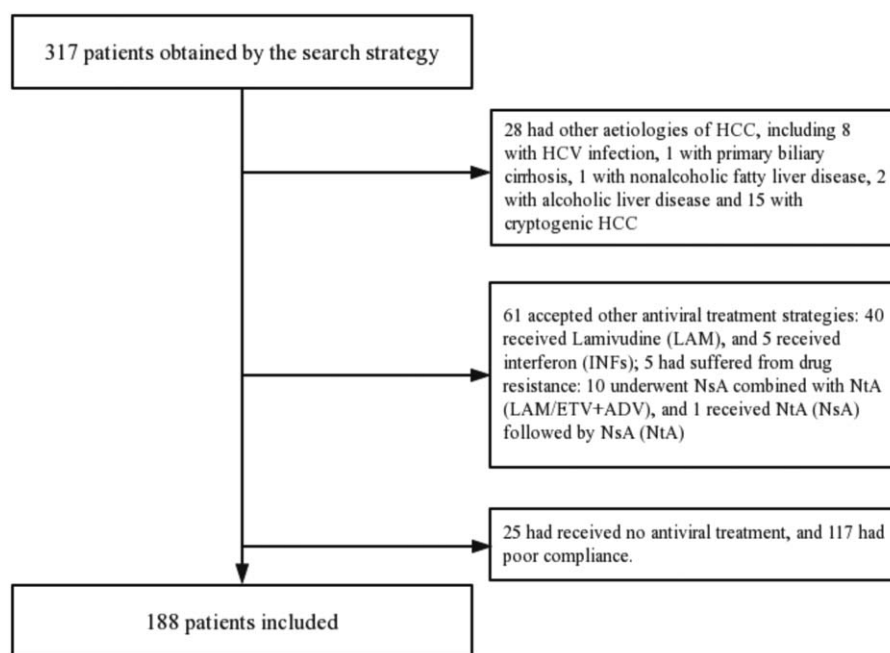 317 patients obtained by the search strategy
28 had other aetiologies of HCC, including 8
with HCV infection, 1 with primary biliary
cirrhosis, 1 with nonalcoholic fatty liver disease, 2
with alcoholic liver disease and 15 with
cryptogenic HCC
61 accepted other antiviral treatment strategies: 40
received Lamivudine (LAM), and 5 received
interferon (INFs); 5 had suffered from drug
resistance: 10 underwent NsA combined with NtA
(LAM/ETV+ADV), and 1 received NtA (NsA)
followed by NsA (NtA)
25 had received no antiviral treatment, and 117 had
poor compliance.
188 patients included